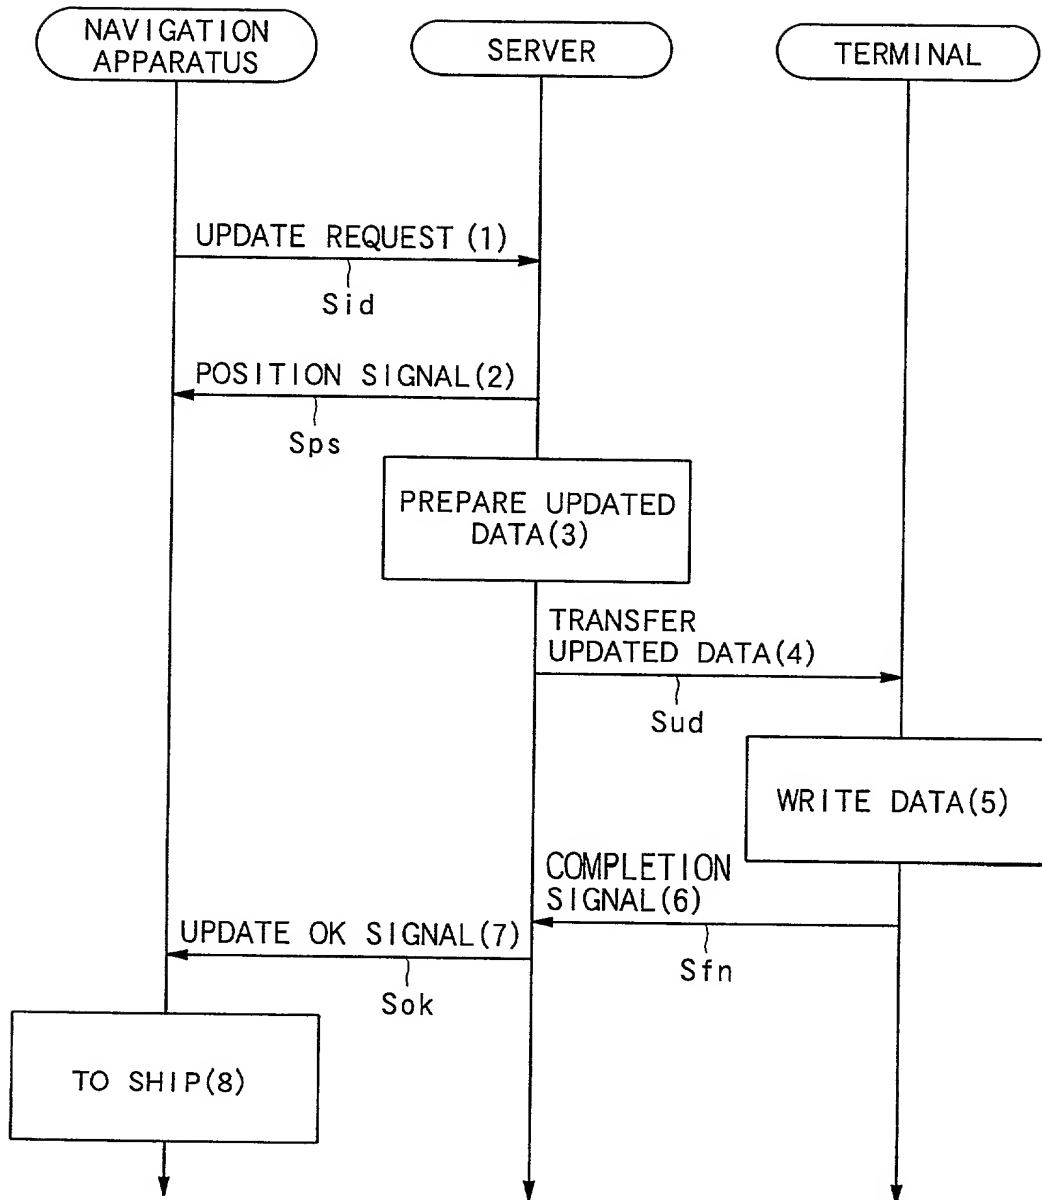 NAVIGATION
APPARATUS
SERVER
TERMINAL
UPDATE REQUEST (1)
Sid
POSITION SIGNAL(2)
Sps
PREPARE UPDATED
DATA(3)
TRANSFER
UPDATED DATA(4)
Sud
WRITE DATA(5)
COMPLETION
SIGNAL(6)
Sfn
UPDATE OK SIGNAL(7)
Sok
TO SHIP(8)